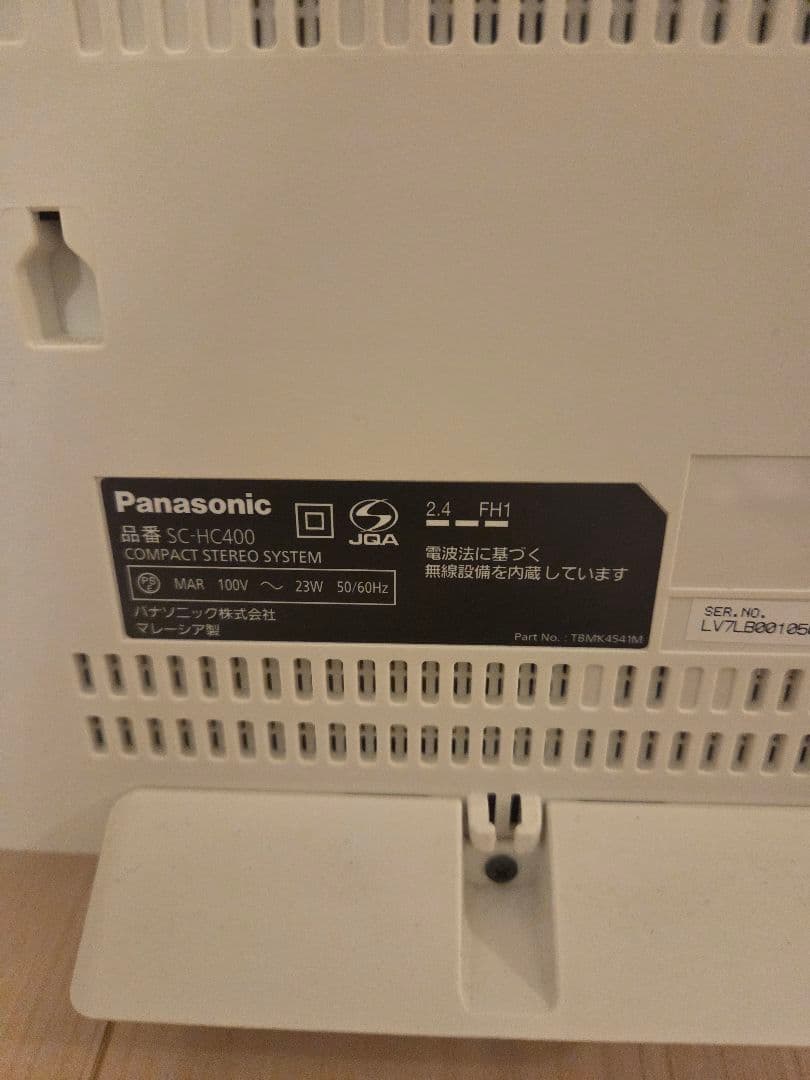 Panasonic
品番 SC-HC400
COMPACT STEREO SYSTEM
PS E MAR 100V ～ 23W 50/60Hz
パナソニック株式会社
マレーシア製
JQA
2.4 FH1
電波法に基づく
無線設備を内蔵しています
Part No. : TBMK4541M
SER.NO.
LV7LB00105